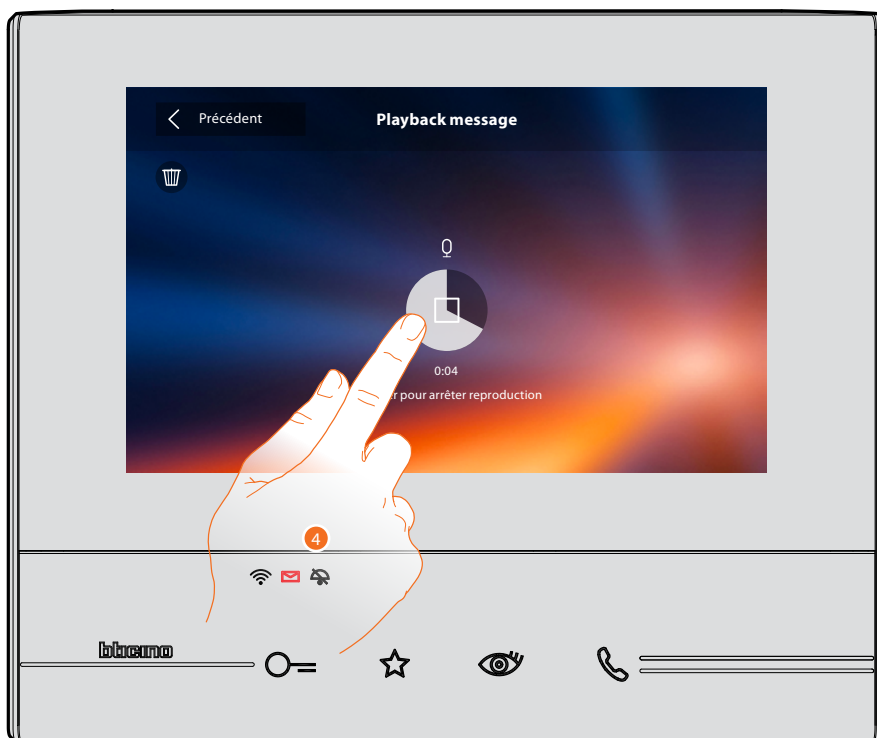 Précédent
Playback message
0:04
pour arrêter reproduction
4
bticino